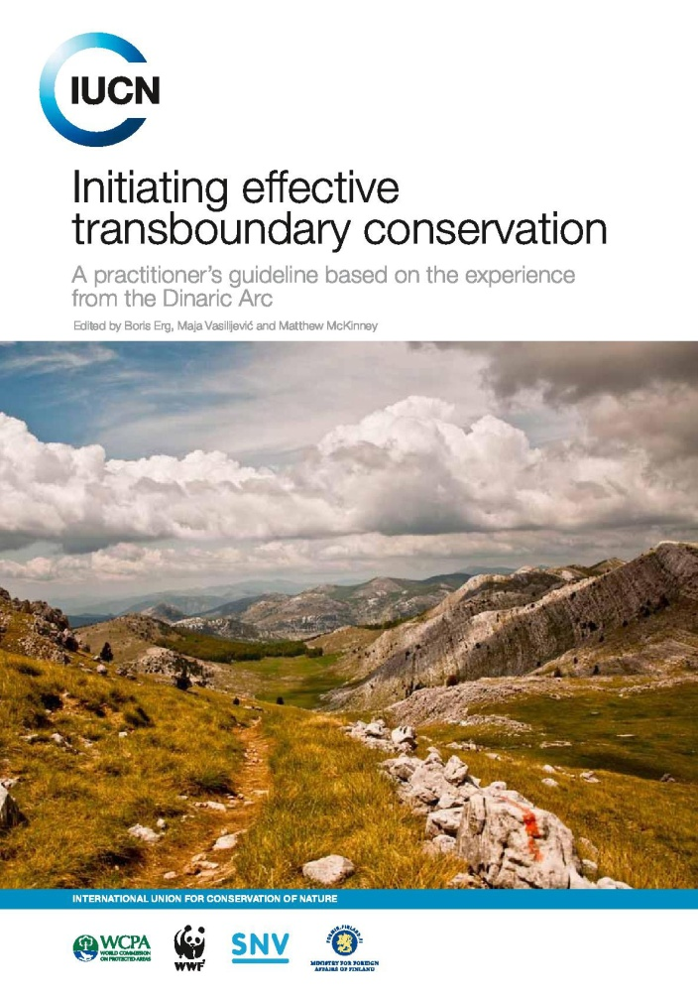 IUCN
Initiating effective
transboundary conservation
A practitioner's guideline based on the experience
from the Dinaric Arc
Edited by Boris Erg, Maja Vasilijević and Matthew McKinney
INTERNATIONAL UNION FOR CONSERVATION OF NATURE
WCPA
WORLD COMMISSION
ON PROTECTED AREAS
WWF
SNV
FORMIN.FINLAND.FI
MINISTRY FOR FOREIGN
AFFAIRS OF FINLAND